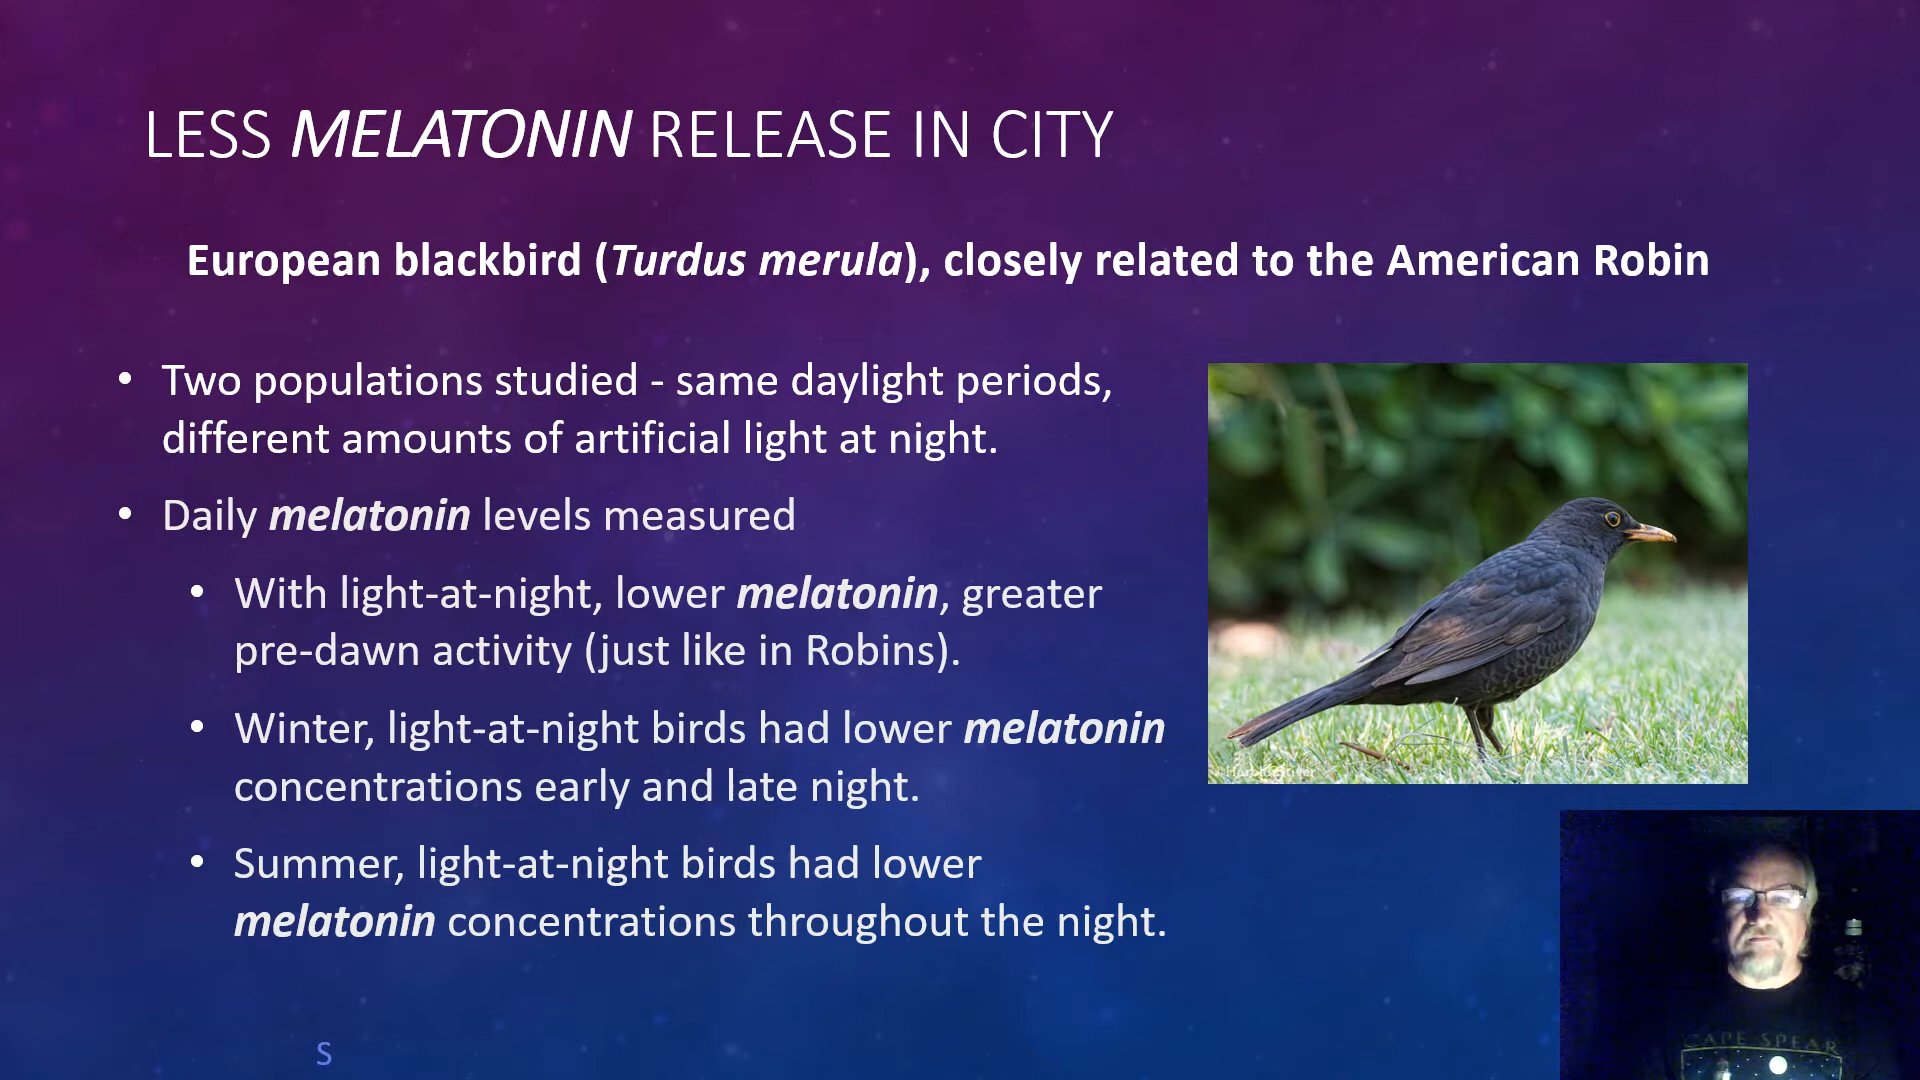 LESS MELATONIN RELEASE IN CITY
European blackbird (Turdus merula), closely related to the American Robin
• Two populations studied - same daylight periods,
different amounts of artificial light at night.
• Daily melatonin levels measured
• With light-at-night, lower melatonin, greater
pre-dawn activity (just like in Robins).
• Winter, light-at-night birds had lower melatonin
concentrations early and late night.
• Summer, light-at-night birds had lower
melatonin concentrations throughout the night.
CAPE SPEAR
S